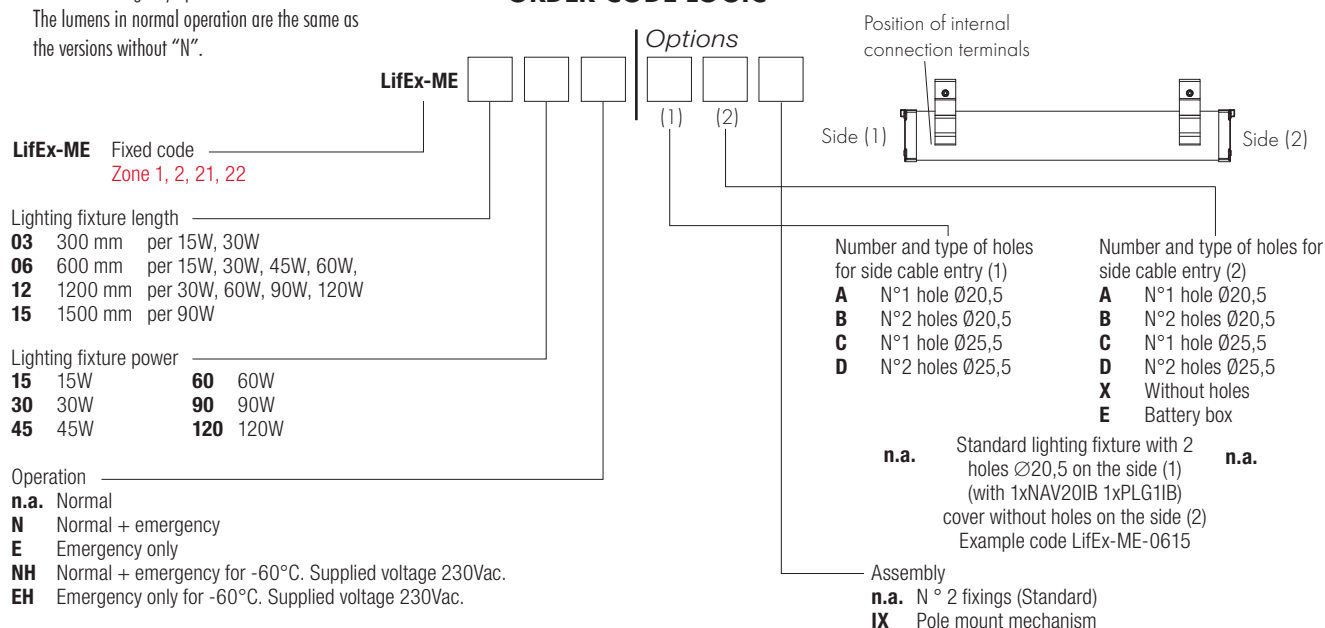 The lumens in normal operation are the same as
the versions without “N”.
Options
LifEx-ME
(1) (2)
Position of internal
connection terminals
Side (1)
Side (2)
LifEx-ME Fixed code
Zone 1, 2, 21, 22
Lighting fixture length
03 300 mm per 15W, 30W
06 600 mm per 15W, 30W, 45W, 60W,
12 1200 mm per 30W, 60W, 90W, 120W
15 1500 mm per 90W
Lighting fixture power
15 15W 60 60W
30 30W 90 90W
45 45W 120 120W
Operation
n.a. Normal
N Normal + emergency
E Emergency only
NH Normal + emergency for -60°C. Supplied voltage 230Vac.
EH Emergency only for -60°C. Supplied voltage 230Vac.
Number and type of holes
for side cable entry (1)
A N°1 hole Ø20,5
B N°2 holes Ø20,5
C N°1 hole Ø25,5
D N°2 holes Ø25,5
Number and type of holes for
side cable entry (2)
A N°1 hole Ø20,5
B N°2 holes Ø20,5
C N°1 hole Ø25,5
D N°2 holes Ø25,5
X Without holes
E Battery box
n.a. Standard lighting fixture with 2 n.a.
holes ∅20,5 on the side (1)
(with 1xNAV20IB 1xPLG1IB)
cover without holes on the side (2)
Example code LifEx-ME-0615
Assembly
n.a. N ° 2 fixings (Standard)
IX Pole mount mechanism